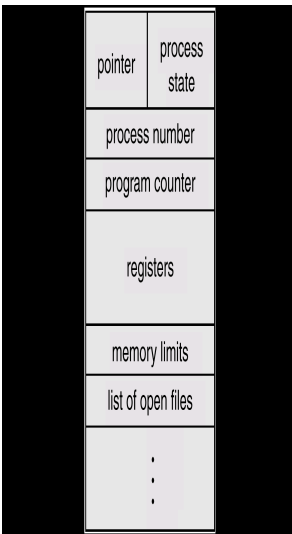 pointer
process
state
process number
program counter
registers
memory limits
list of open files